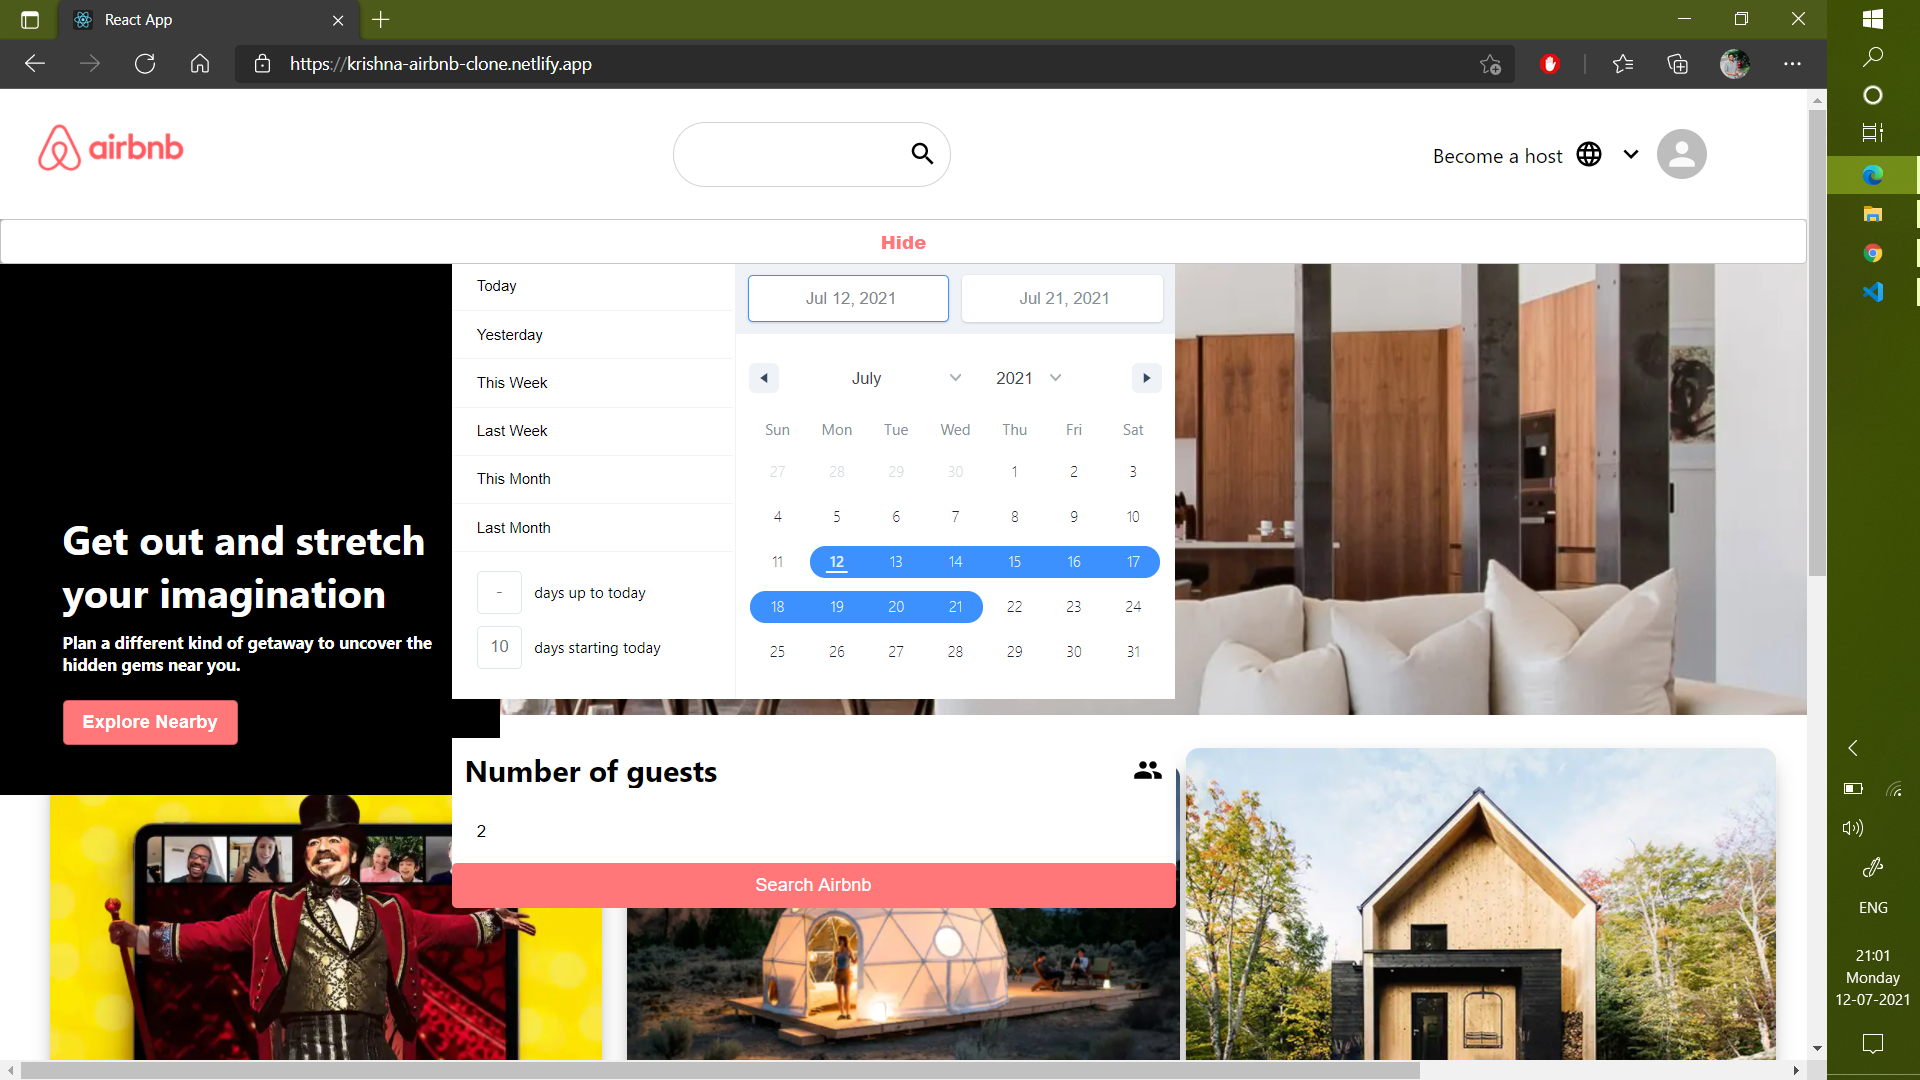 React App
https://krishna-airbnb-clone.netlify.app
airbnb
Become a host
Hide
Today
Yesterday
This Week
Last Week
This Month
Last Month
- days up to today
10 days starting today
Jul 12, 2021 Jul 21, 2021
July 2021
Sun Mon Tue Wed Thu Fri Sat
27 28 29 30 1 2 3
4 5 6 7 8 9 10
11 12 13 14 15 16 17
18 19 20 21 22 23 24
25 26 27 28 29 30 31
Get out and stretch
your imagination
Plan a different kind of getaway to uncover the
hidden gems near you.
Explore Nearby
Number of guests
2
Search Airbnb
ENG
21:01
Monday
12-07-2021